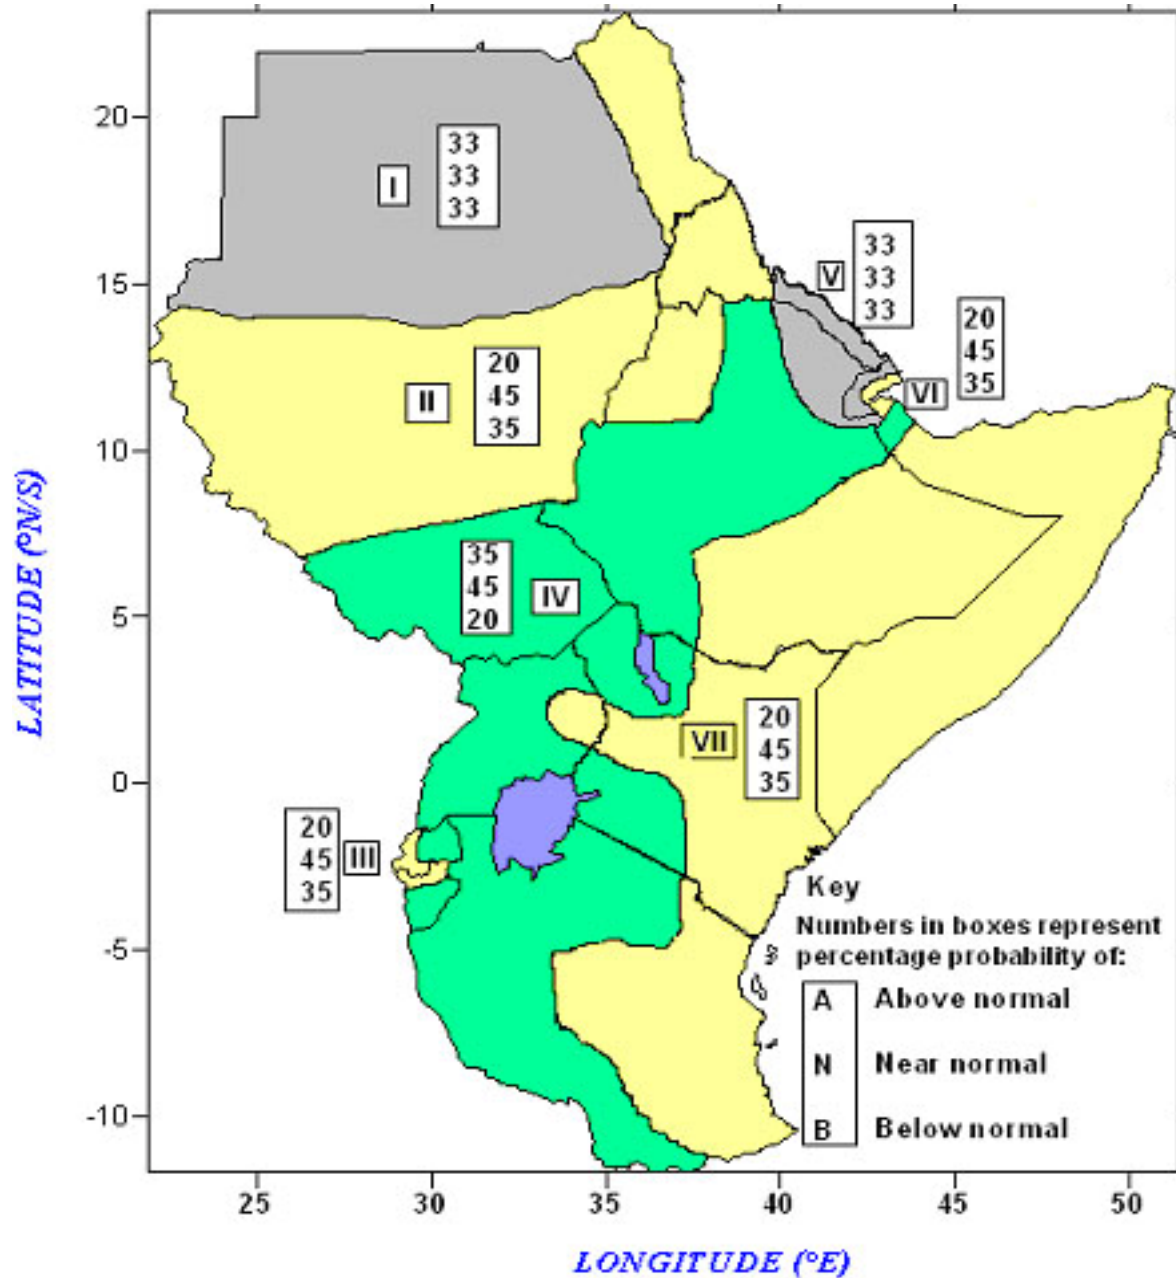 20
15
10
5
0
-5
-10
LATITUDE (°N/S)
I
33
33
33
V
33
33
33
II
20
45
35
VI
20
45
35
35
45
20
IV
VII
20
45
35
20
45
35
III
Key
Numbers in boxes represent
percentage probability of:
A Above normal
N Near normal
B Below normal
25 30 35 40 45 50
LONGITUDE (°E)